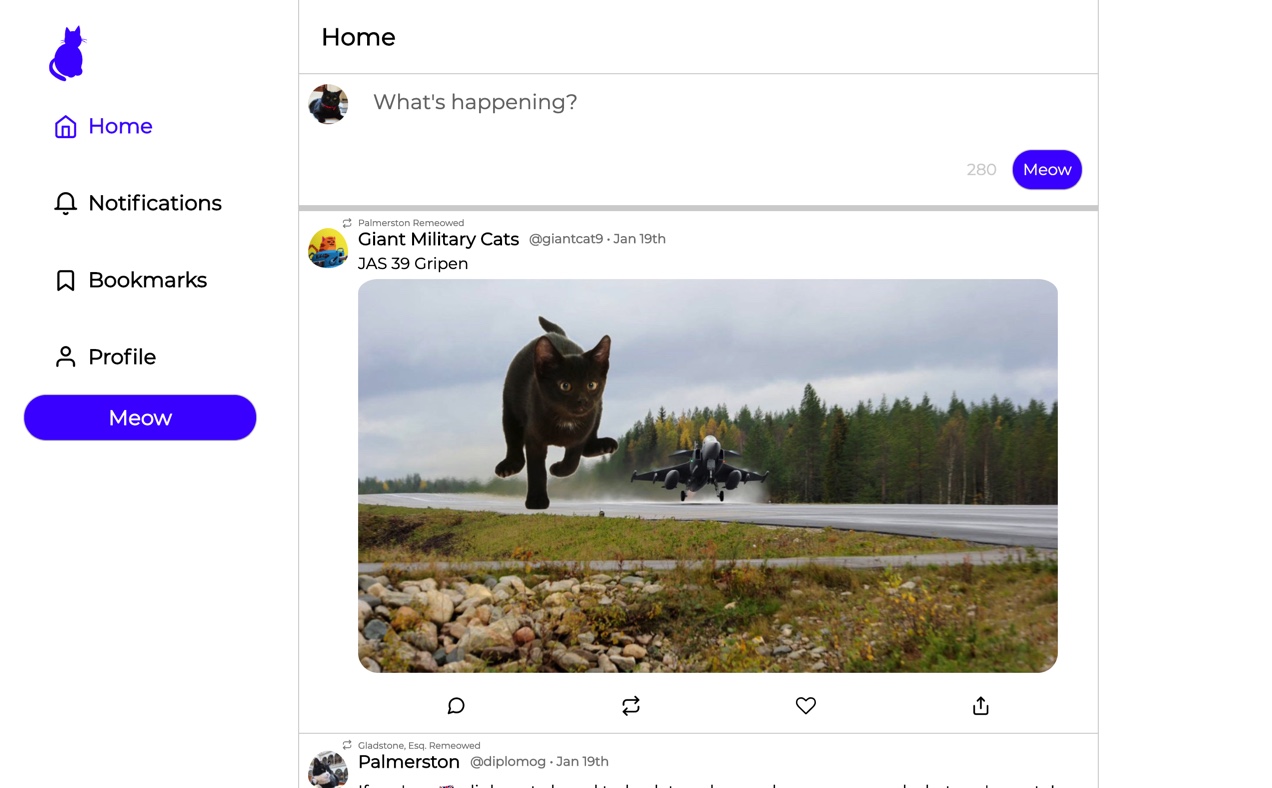 Home
Home
What's happening?
Notifications
280
Meow
Bookmarks
Profile
Meow
Palmerston Remeowed
Giant Military Cats @giantcat9 • Jan 19th
JAS 39 Gripen
Gladstone, Esq. Remeowed
Palmerston @diplomog • Jan 19th